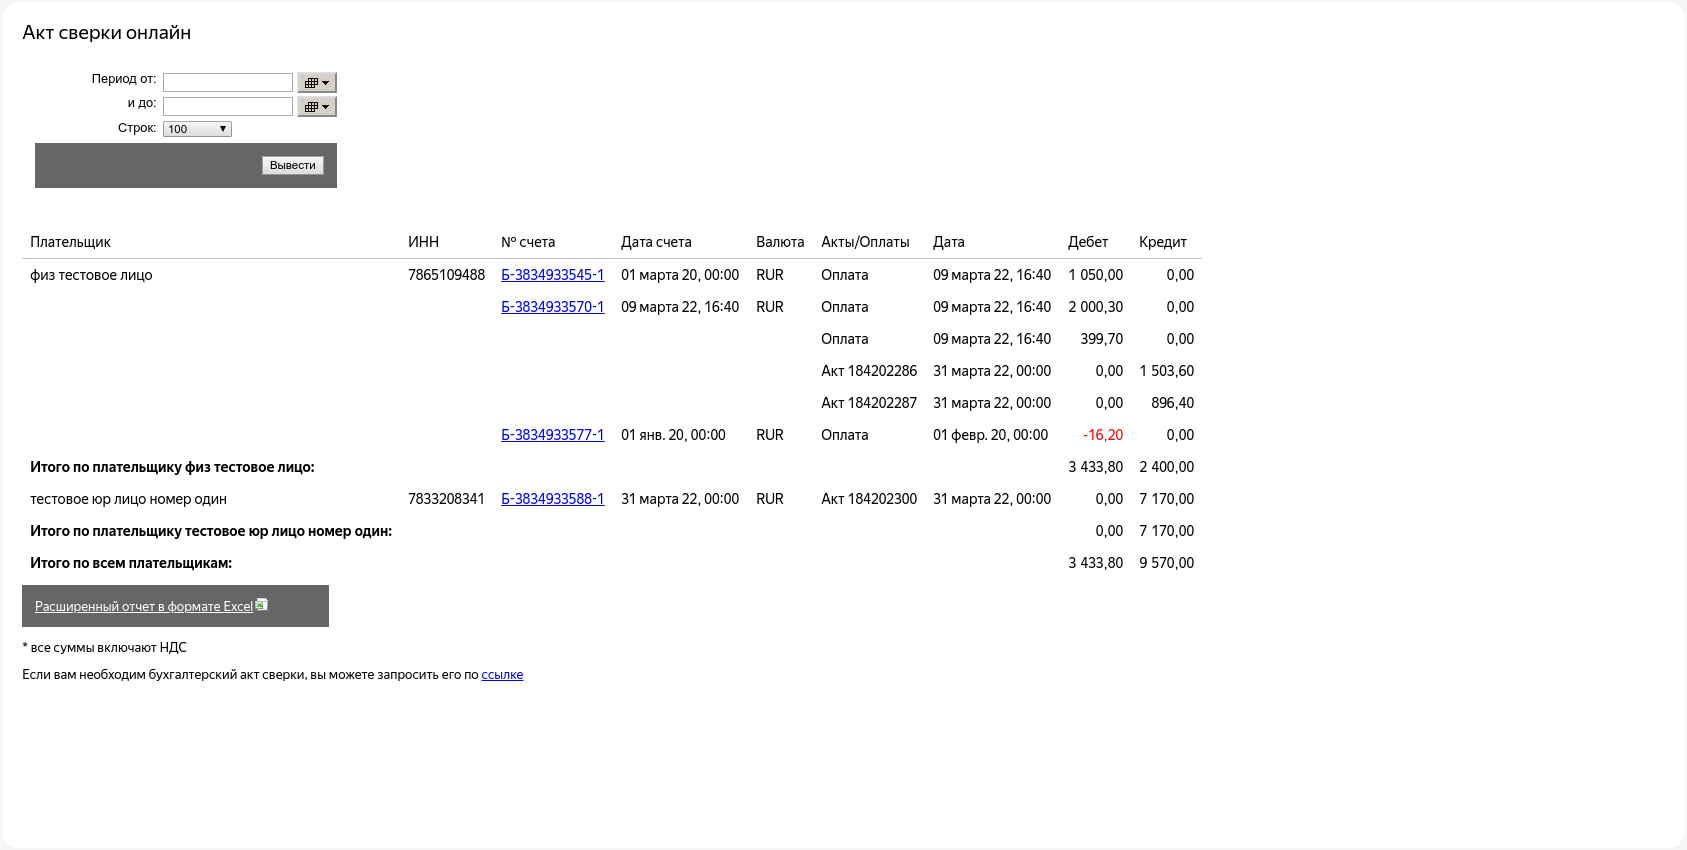 Акт сверки онлайн
Период от:
и до:
Строк: 100
Вывести
Плательщик ИНН № счета Дата счета Валюта Акты/Оплаты Дата Дебет Кредит
физ тестовое лицо 7865109488 Б-3834933545-1 01 марта 20, 00:00 RUR Оплата 09 марта 22, 16:40 1 050,00 0,00
Б-3834933570-1 09 марта 22, 16:40 RUR Оплата 09 марта 22, 16:40 2 000,30 0,00
Оплата 09 марта 22, 16:40 399,70 0,00
Акт 184202286 31 марта 22, 00:00 0,00 1 503,60
Акт 184202287 31 марта 22, 00:00 0,00 896,40
Б-3834933577-1 01 янв. 20, 00:00 RUR Оплата 01 февр. 20, 00:00 -16,20 0,00
Итого по плательщику физ тестовое лицо: 3 433,80 2 400,00
тестовое юр лицо номер один 7833208341 Б-3834933588-1 31 марта 22, 00:00 RUR Акт 184202300 31 марта 22, 00:00 0,00 7 170,00
Итого по плательщику тестовое юр лицо номер один: 0,00 7 170,00
Итого по всем плательщикам: 3 433,80 9 570,00
Расширенный отчет в формате Excel
* все суммы включают НДС
Если вам необходим бухгалтерский акт сверки, вы можете запросить его по ссылке